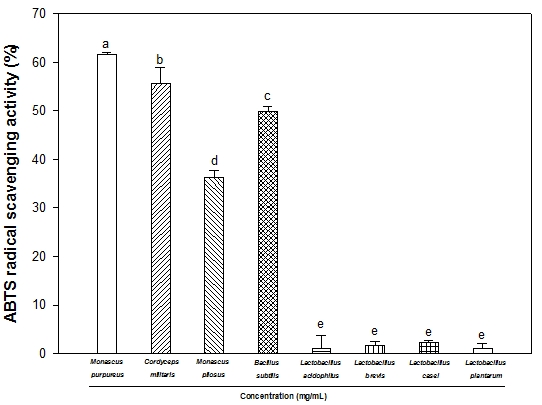 ABTS radical scavenging activity (%)
70
60
50
40
30
20
10
0
a
b
d
c
e
e
e
e
Monascus
purpureus
Cordyceps
militaris
Monascus
pilosus
Bacillus
subtilis
Lactobacillus
acidophilus
Lactobacillus
brevis
Lactobacillus
casei
Lactobacillus
plantarum
Concentration (mg/mL)